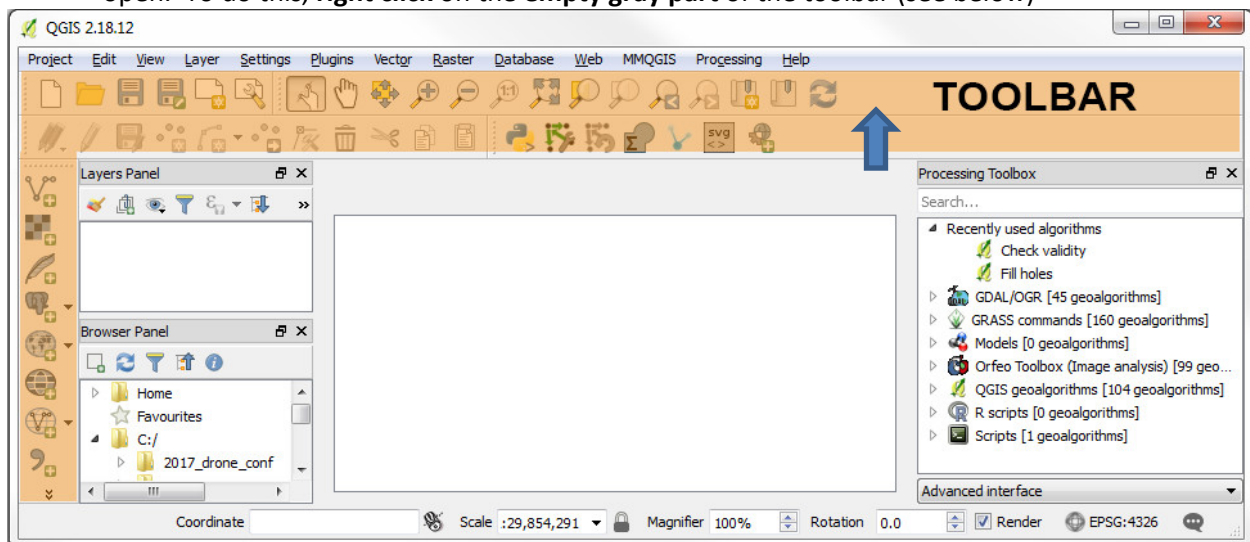 open. To do this, right click on the empty gray part of the toolbar (see below)
QGIS 2.18.12
Project Edit View Layer Settings Plugins Vector Raster Database Web MMQGIS Processing Help
1:1
TOOLBAR
Σ svg <>
Layers Panel
Processing Toolbox
Search...
Recently used algorithms
Check validity
Fill holes
GDAL/OGR [45 geoalgorithms]
GRASS commands [160 geoalgorithms]
Models [0 geoalgorithms]
Orfeo Toolbox (Image analysis) [99 geo...
QGIS geoalgorithms [104 geoalgorithms]
R scripts [0 geoalgorithms]
Scripts [1 geoalgorithms]
Browser Panel
Home
Favourites
C:/
2017_drone_conf
Advanced interface
Coordinate Scale :29,854,291 Magnifier 100% Rotation 0.0 Render EPSG:4326